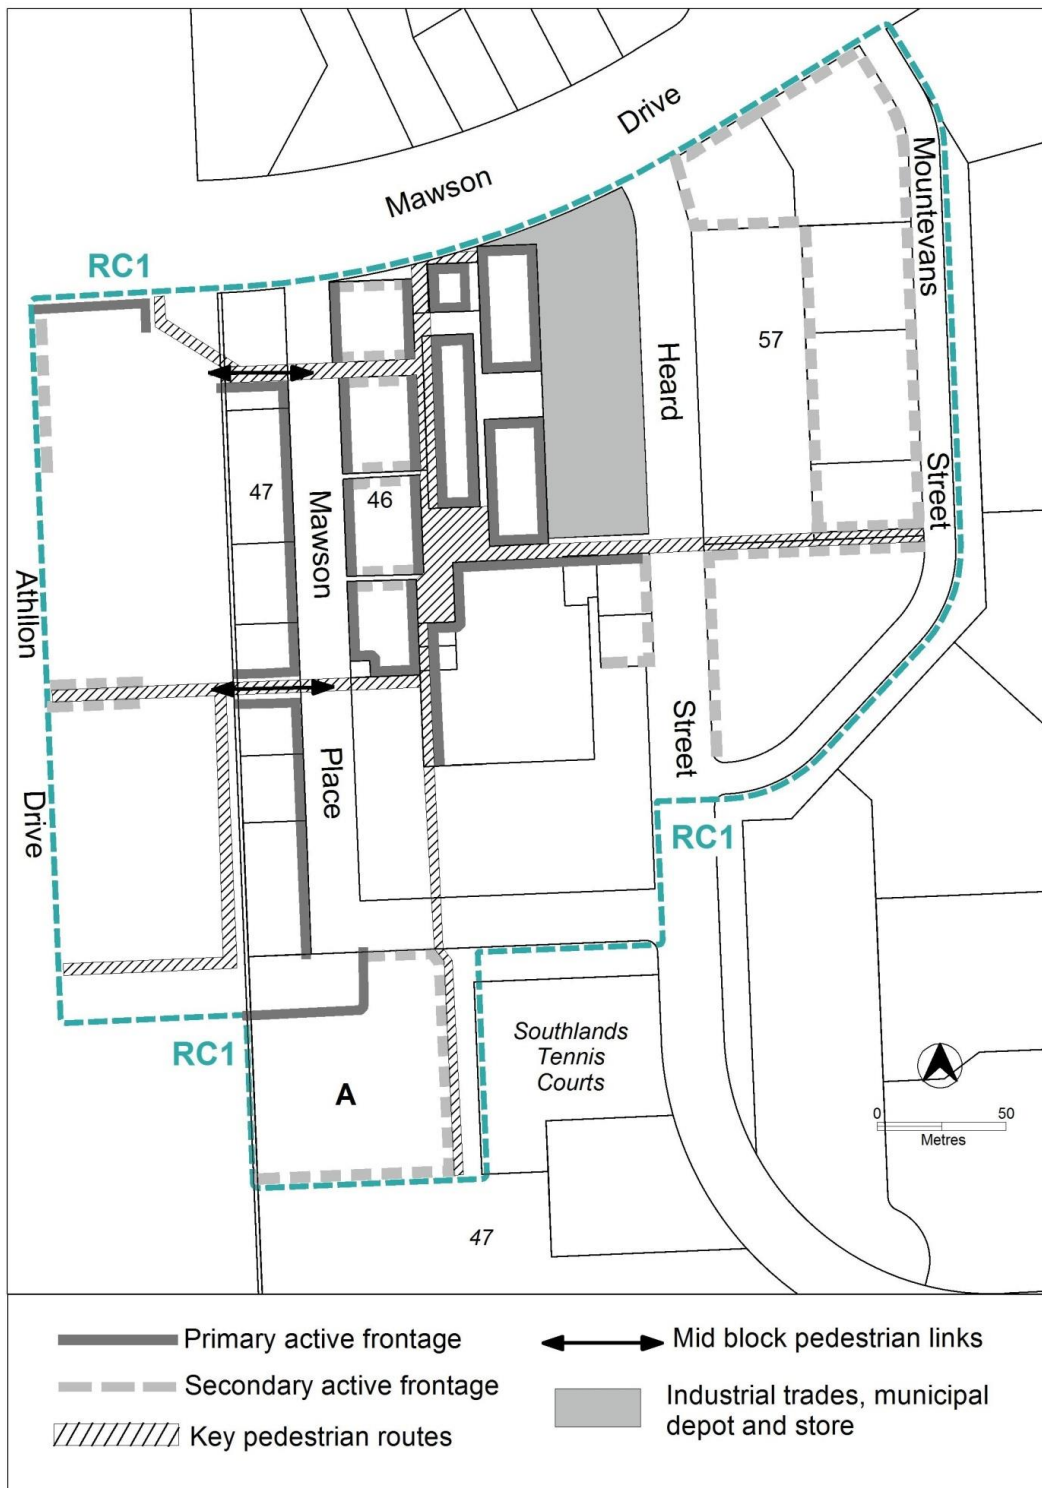 Drive
Mawson
Mountevans
RC1
57
Heard
Street
47
46
Mawson
Athllon
Street
Place
Drive
RC1
RC1
Southlands
Tennis
Courts
A
0 50
Metres
47
Primary active frontage
Secondary active frontage
Key pedestrian routes
Mid block pedestrian links
Industrial trades, municipal
depot and store